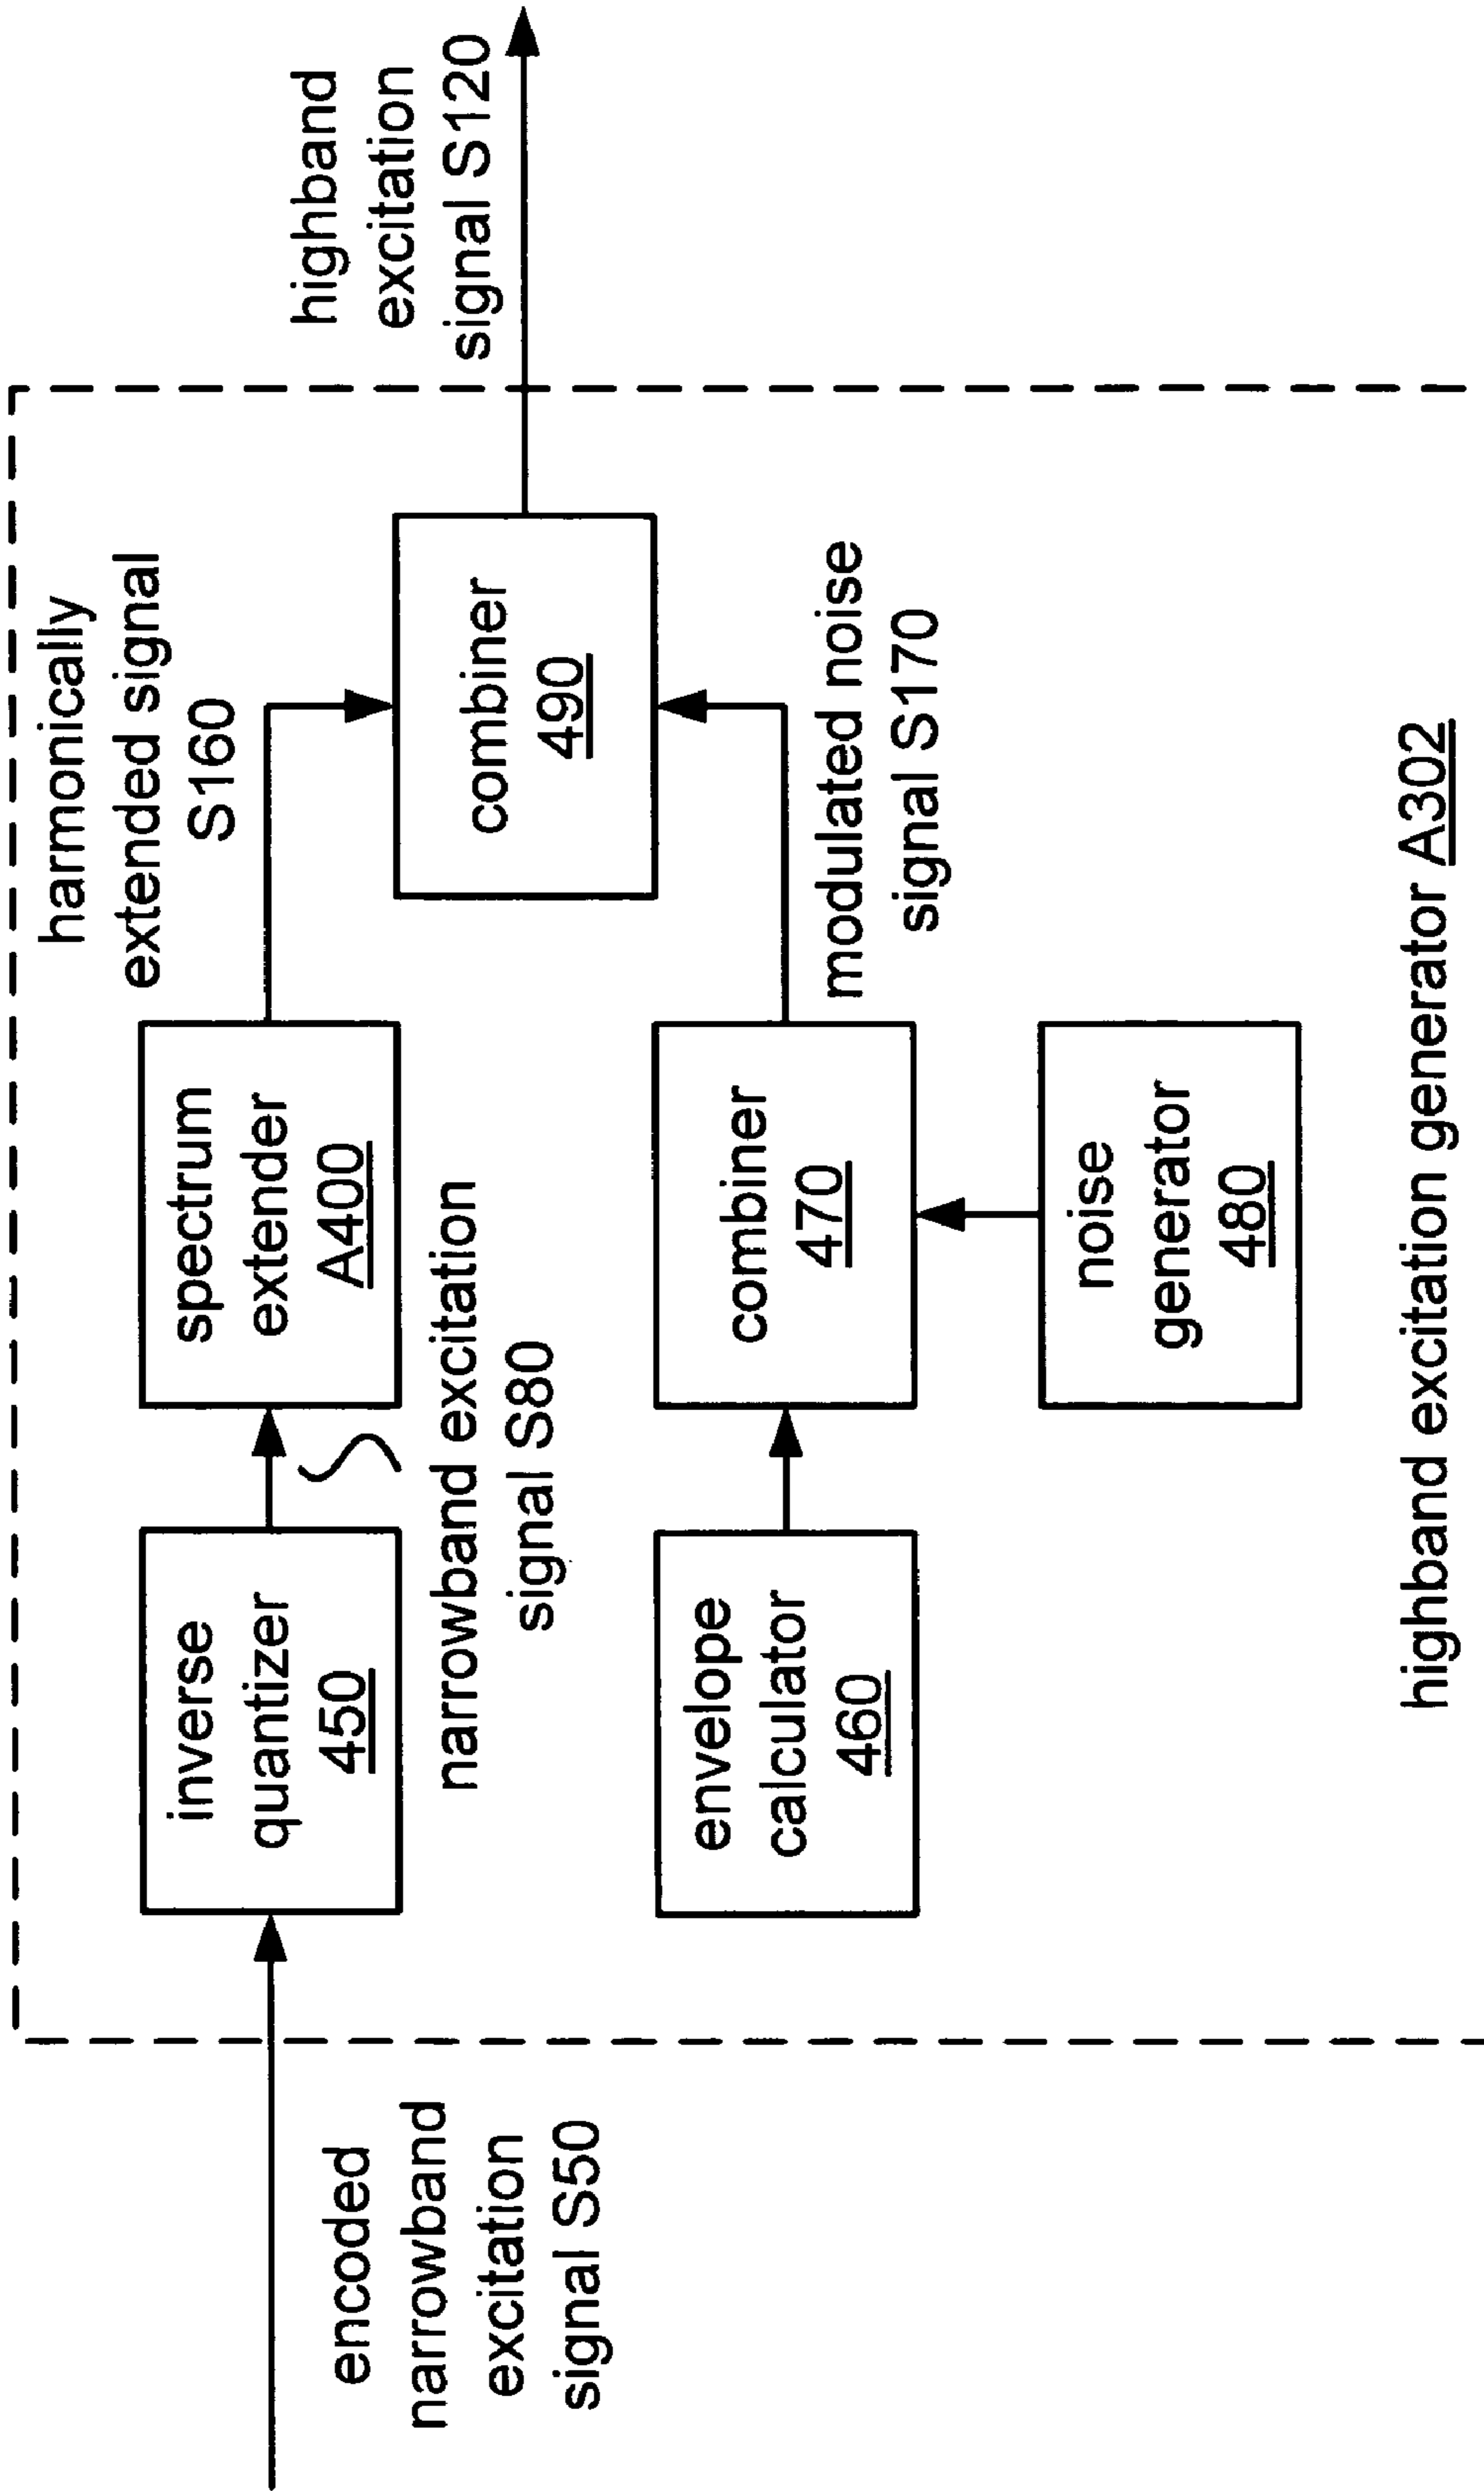 encoded
narrowband
excitation
signal S50
inverse
quantizer
450
narrowband excitation
signal S80
spectrum
extender
A400
harmonically
extended signal
S160
envelope
calculator
460
combiner
470
noise
generator
480
modulated noise
signal S170
combiner
490
highband
excitation
signal S120
highband excitation generator A302